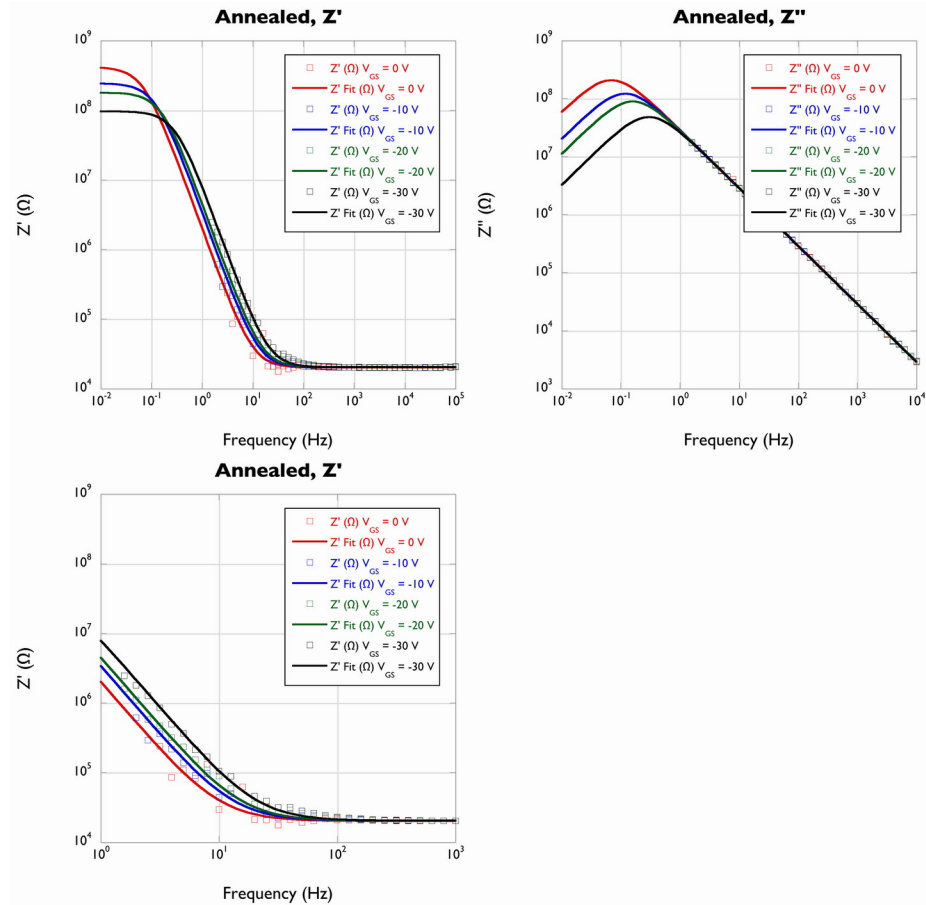 Annealed, Z'
10⁹
10⁸
10⁷
10⁶
10⁵
10⁴
Z' (Ω)
10⁻² 10⁻¹ 10⁰ 10¹ 10² 10³ 10⁴ 10⁵
Frequency (Hz)
Z' (Ω) V_GS = 0 V
Z' Fit (Ω) V_GS = 0 V
Z' (Ω) V_GS = -10 V
Z' Fit (Ω) V_GS = -10 V
Z' (Ω) V_GS = -20 V
Z' Fit (Ω) V_GS = -20 V
Z' (Ω) V_GS = -30 V
Z' Fit (Ω) V_GS = -30 V
Annealed, Z"
10⁹
10⁸
10⁷
10⁶
10⁵
10⁴
10³
Z" (Ω)
10⁻² 10⁻¹ 10⁰ 10¹ 10² 10³ 10⁴
Frequency (Hz)
Z" (Ω) V_GS = 0 V
Z" Fit (Ω) V_GS = 0 V
Z" (Ω) V_GS = -10 V
Z" Fit (Ω) V_GS = -10 V
Z" (Ω) V_GS = -20 V
Z" Fit (Ω) V_GS = -20 V
Z" (Ω) V_GS = -30 V
Z" Fit (Ω) V_GS = -30 V
Annealed, Z'
10⁹
10⁸
10⁷
10⁶
10⁵
10⁴
Z' (Ω)
10⁰ 10¹ 10² 10³
Frequency (Hz)
Z' (Ω) V_GS = 0 V
Z' Fit (Ω) V_GS = 0 V
Z' (Ω) V_GS = -10 V
Z' Fit (Ω) V_GS = -10 V
Z' (Ω) V_GS = -20 V
Z' Fit (Ω) V_GS = -20 V
Z' (Ω) V_GS = -30 V
Z' Fit (Ω) V_GS = -30 V